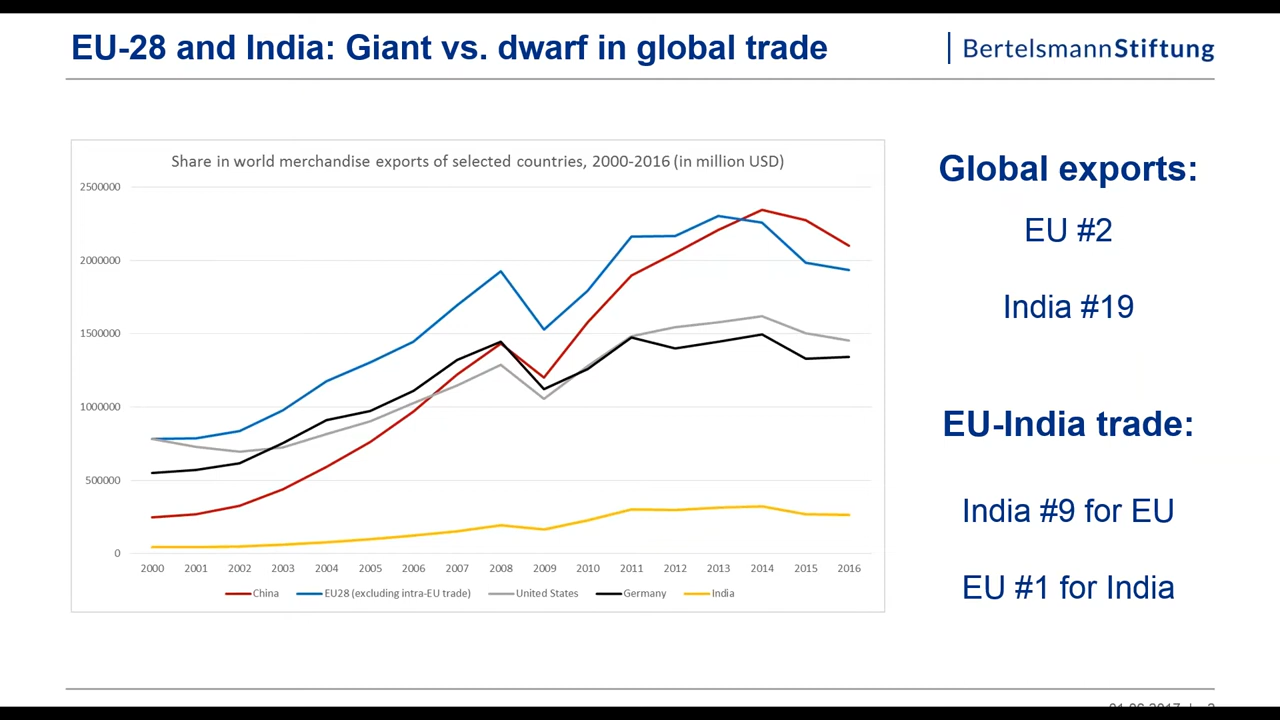 EU-28 and India: Giant vs. dwarf in global trade
BertelsmannStiftung
Share in world merchandise exports of selected countries, 2000-2016 (in million USD)
2500000
2000000
1500000
1000000
500000
0
2000 2001 2002 2003 2004 2005 2006 2007 2008 2009 2010 2011 2012 2013 2014 2015 2016
China EU28 (excluding intra-EU trade) United States Germany India
Global exports:
EU #2
India #19
EU-India trade:
India #9 for EU
EU #1 for India